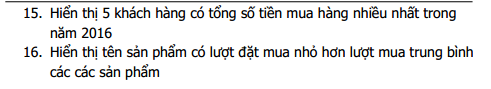 15. Hiển thị 5 khách hàng có tổng số tiền mua hàng nhiều nhất trong
năm 2016
16. Hiển thị tên sản phẩm có lượt đặt mua nhỏ hơn lượt mua trung bình
các các sản phẩm